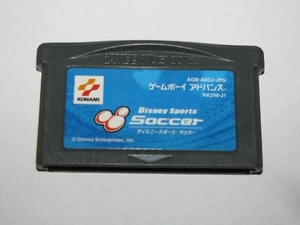 AGB-A6DJ-JPN
ゲームボーイ アドバンス.
RK298-J1
KONAMI
Disney Sports
Soccer
ディズニースポーツ:サッカー
© Disney Enterprises, Inc.